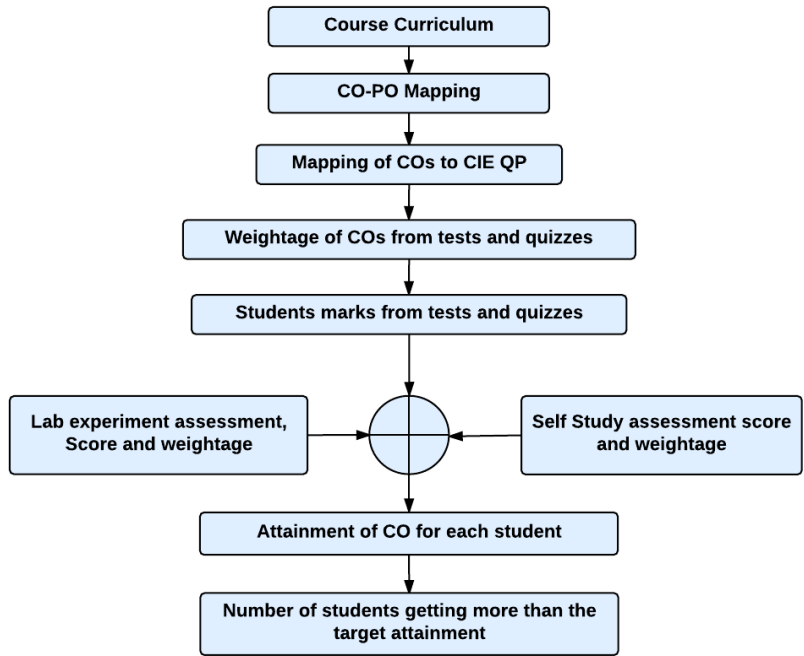 Course Curriculum
CO-PO Mapping
Mapping of COs to CIE QP
Weightage of COs from tests and quizzes
Students marks from tests and quizzes
Lab experiment assessment,
Score and weightage
Self Study assessment score
and weightage
Attainment of CO for each student
Number of students getting more than the
target attainment